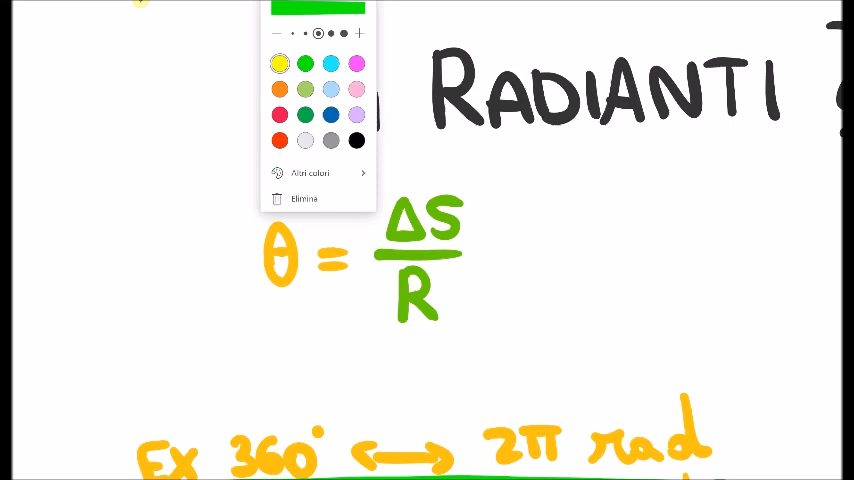 RADIANTI
Altri colori
Elimina
θ = ΔS/R
Ex 360° ↔ 2π rad